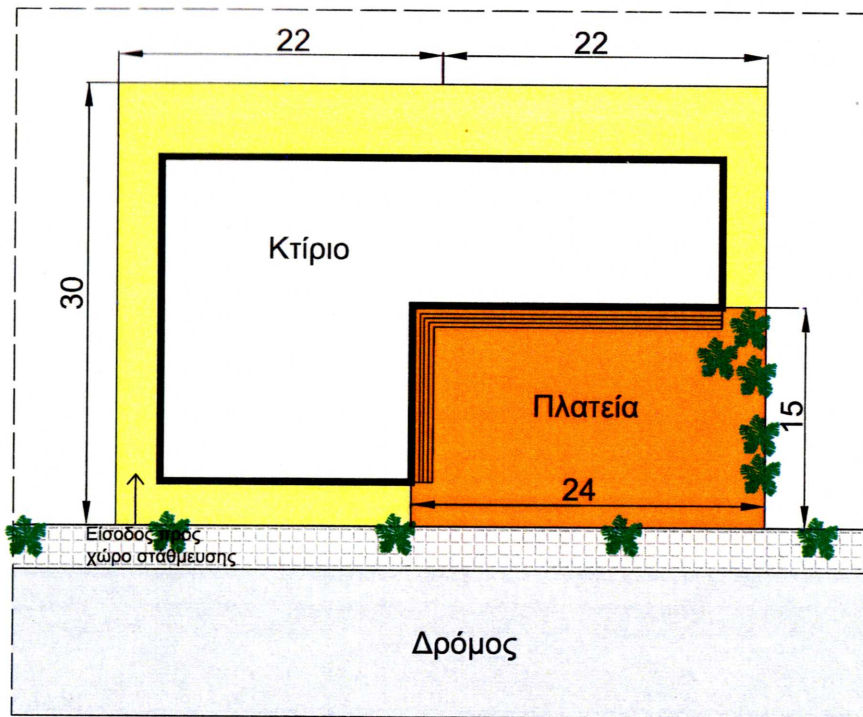 22 22
30
Κτίριο
Πλατεία
15
24
Είσοδος προς
χώρο στάθμευσης
Δρόμος